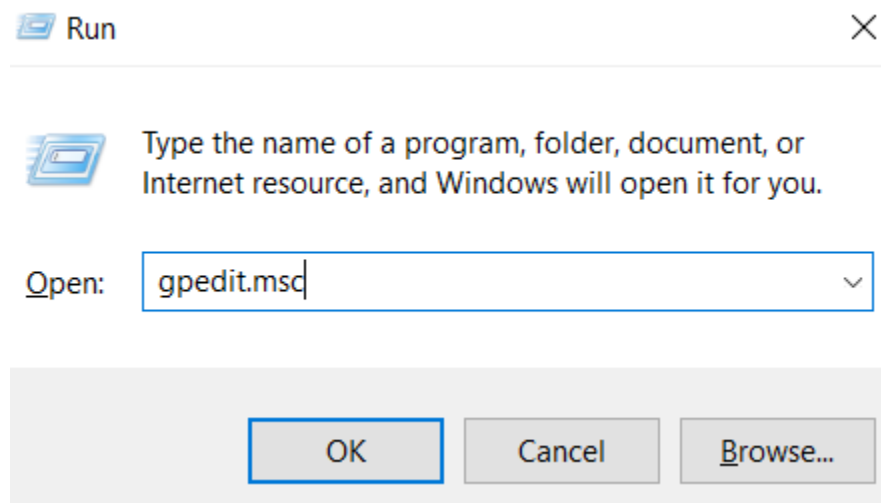 Run
Type the name of a program, folder, document, or
Internet resource, and Windows will open it for you.
Open: gpedit.msc
OK Cancel Browse...